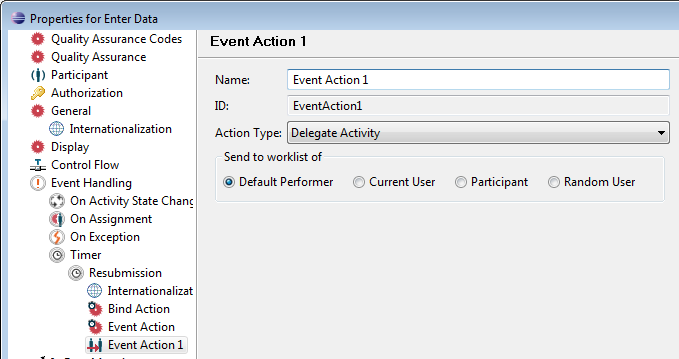 Properties for Enter Data
Quality Assurance Codes
Quality Assurance
Participant
Authorization
General
Internationalization
Display
Control Flow
Event Handling
On Activity State Chang
On Assignment
On Exception
Timer
Resubmission
Internationalizat
Bind Action
Event Action
Event Action 1
Event Action 1
Name: Event Action 1
ID: EventAction1
Action Type: Delegate Activity
Send to worklist of
Default Performer Current User Participant Random User